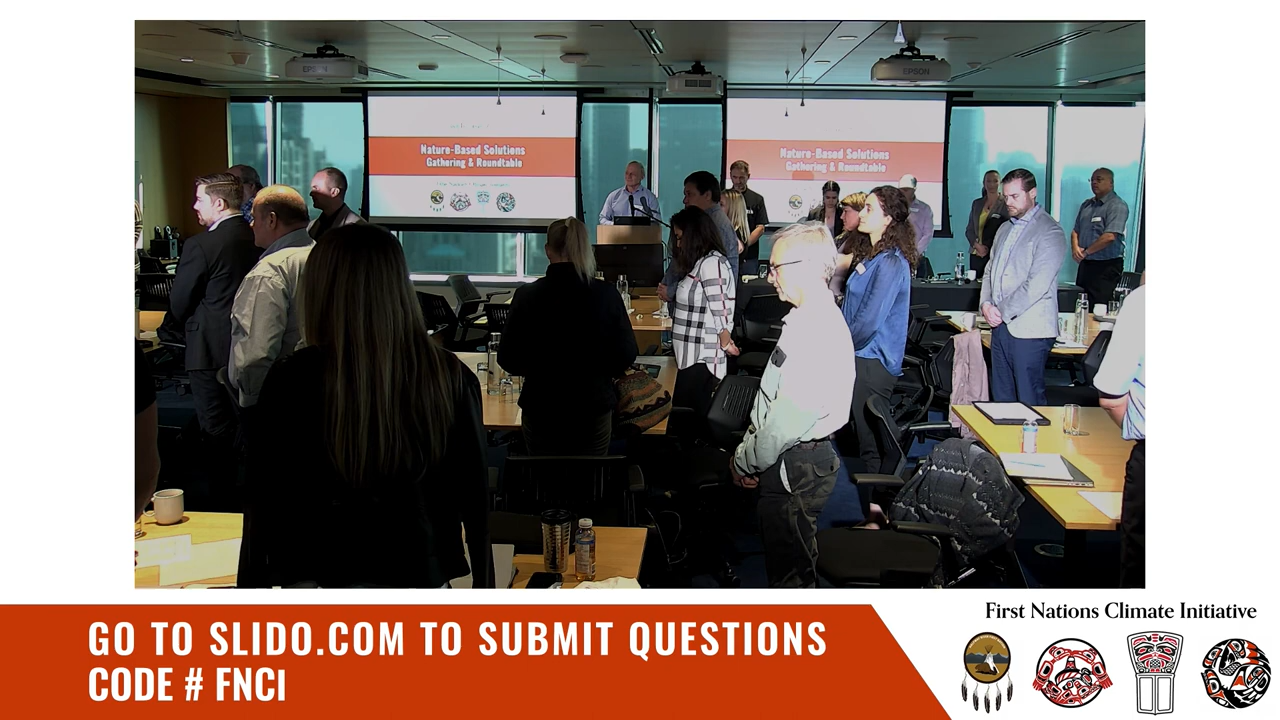 EPSON
EPSON
Nature-Based Solutions
Gathering & Roundtable
Nature-Based Solutions
Gathering & Roundtable
First Nations Climate Initiative
GO TO SLIDO.COM TO SUBMIT QUESTIONS
CODE # FNCI